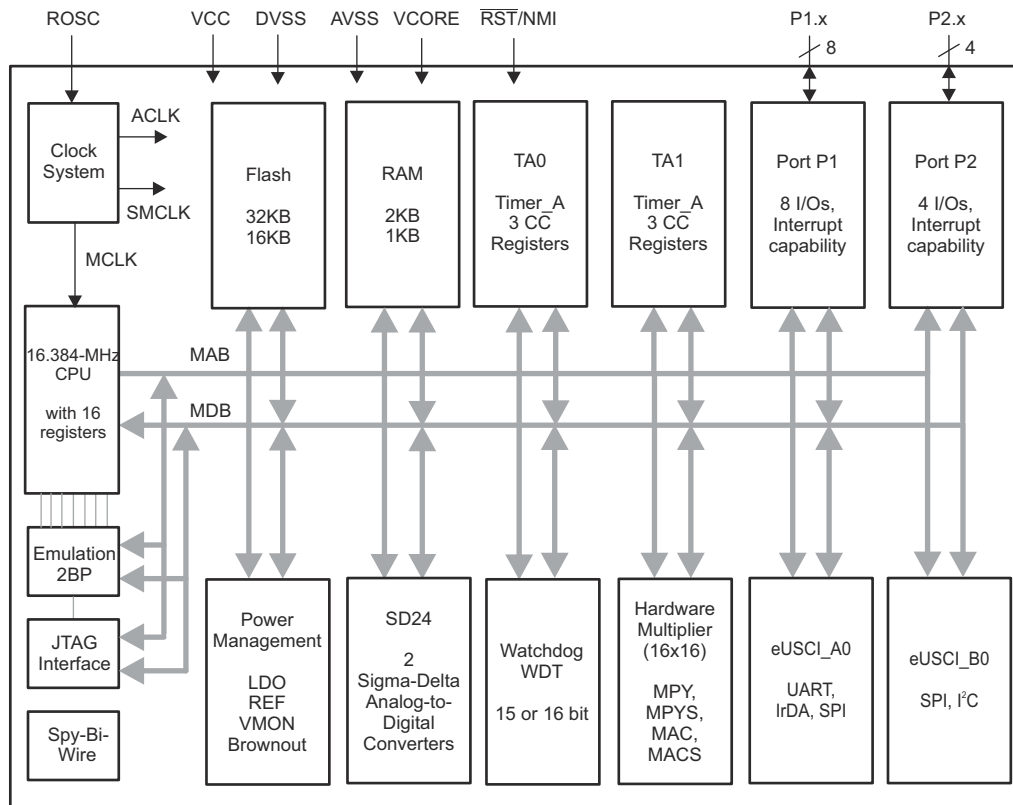 ROSC
VCC
DVSS
AVSS
VCORE
RST/NMI
P1.x
P2.x
8
4
Clock
System
ACLK
SMCLK
MCLK
Flash
32KB
16KB
RAM
2KB
1KB
TA0
Timer_A
3 CC
Registers
TA1
Timer_A
3 CC
Registers
Port P1
8 I/Os,
Interrupt
capability
Port P2
4 I/Os,
Interrupt
capability
16.384-MHz
CPU
with 16
registers
MAB
MDB
Emulation
2BP
JTAG
Interface
Spy-Bi-
Wire
Power
Management
LDO
REF
VMON
Brownout
SD24
2
Sigma-Delta
Analog-to-
Digital
Converters
Watchdog
WDT
15 or 16 bit
Hardware
Multiplier
(16x16)
MPY,
MPYS,
MAC,
MACS
eUSCI_A0
UART,
IrDA, SPI
eUSCI_B0
SPI, I²C